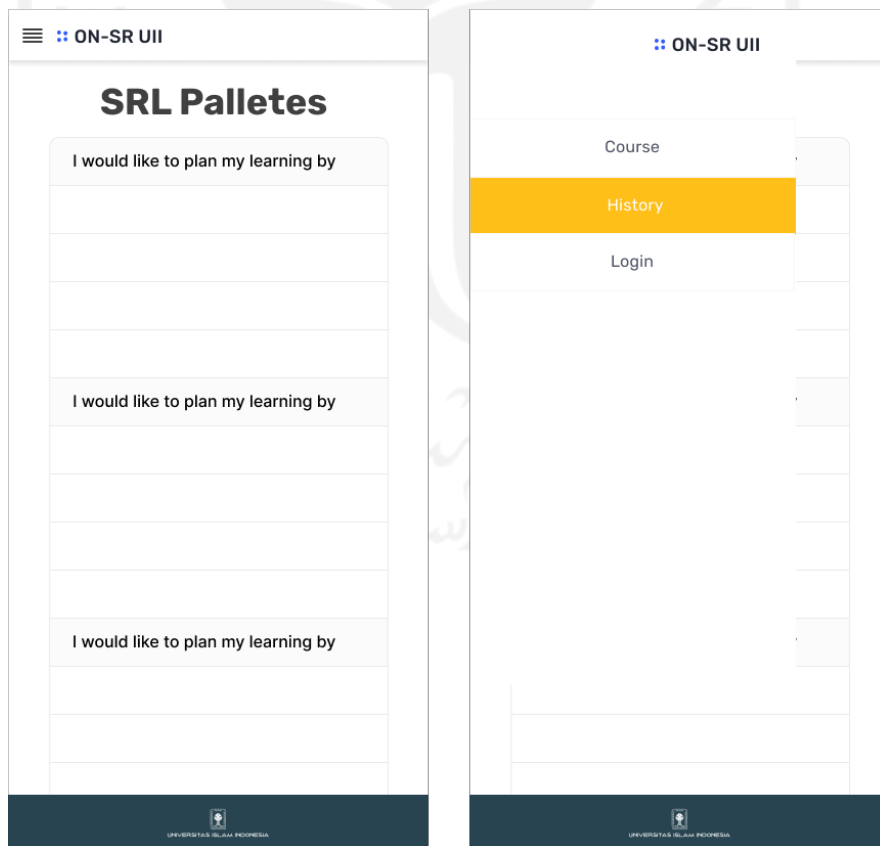 ON-SR UII
SRL Palletes
I would like to plan my learning by
I would like to plan my learning by
I would like to plan my learning by
UNIVERSITAS ISLAM INDONESIA
ON-SR UII
Course
History
Login
UNIVERSITAS ISLAM INDONESIA